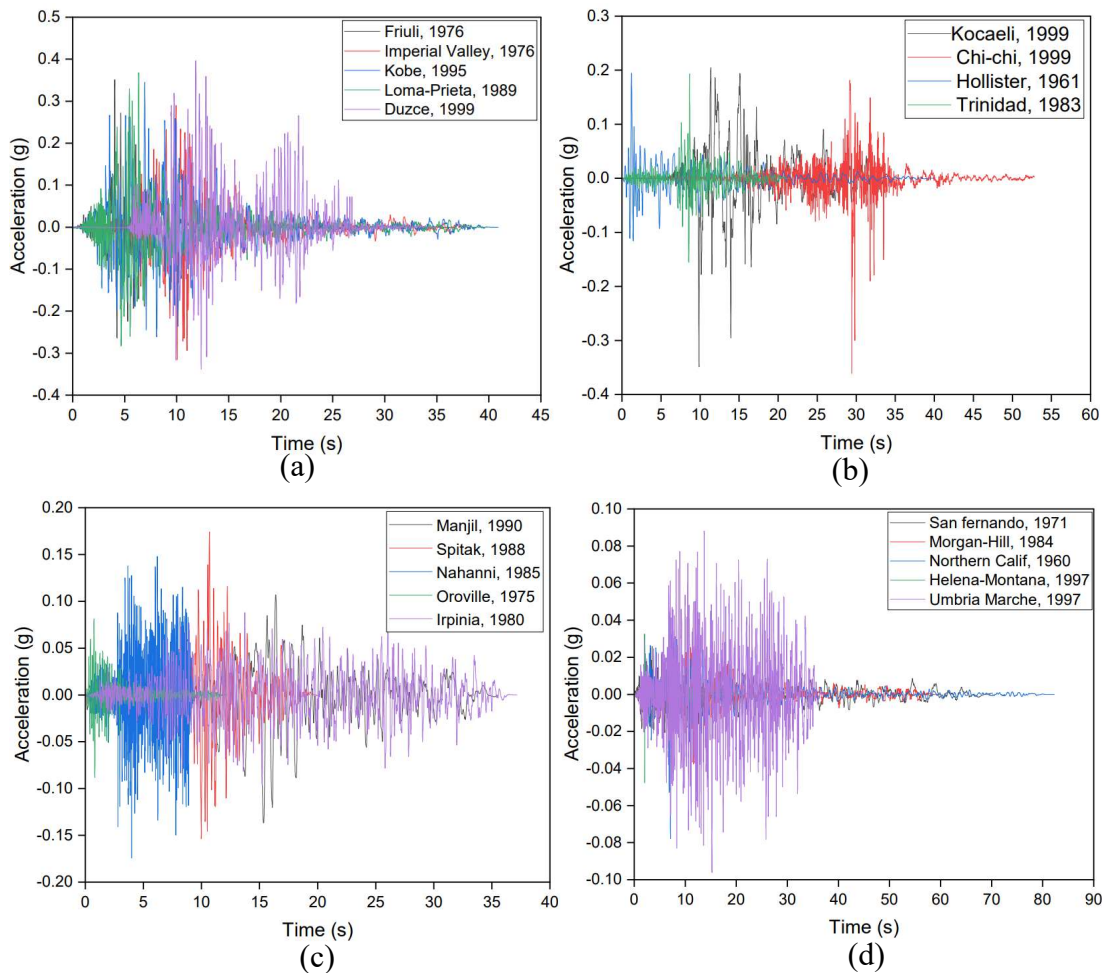 0.5
0.4
0.3
0.2
0.1
0.0
-0.1
-0.2
-0.3
-0.4
Acceleration (g)
Friuli, 1976
Imperial Valley, 1976
Kobe, 1995
Loma-Prieta, 1989
Duzce, 1999
0 5 10 15 20 25 30 35 40 45
Time (s)
(a)
0.3
0.2
0.1
0.0
-0.1
-0.2
-0.3
-0.4
Acceleration (g)
Kocaeli, 1999
Chi-chi, 1999
Hollister, 1961
Trinidad, 1983
0 5 10 15 20 25 30 35 40 45 50 55 60
Time (s)
(b)
0.20
0.15
0.10
0.05
0.00
-0.05
-0.10
-0.15
-0.20
Acceleration (g)
Manjil, 1990
Spitak, 1988
Nahanni, 1985
Oroville, 1975
Irpinia, 1980
0 5 10 15 20 25 30 35 40
Time (s)
(c)
0.10
0.08
0.06
0.04
0.02
0.00
-0.02
-0.04
-0.06
-0.08
-0.10
Acceleration (g)
San fernando, 1971
Morgan-Hill, 1984
Northern Calif, 1960
Helena-Montana, 1997
Umbria Marche, 1997
0 10 20 30 40 50 60 70 80 90
Time (s)
(d)